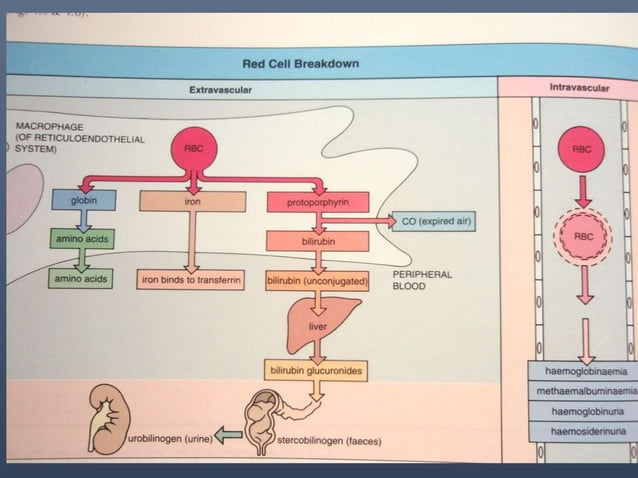 Red Cell Breakdown
Extravascular
Intravascular
MACROPHAGE
(OF RETICULOENDOTHELIAL
SYSTEM)
RBC
RBC
globin
iron
protoporphyrin
CO (expired air)
amino acids
bilirubin
RBC
amino acids
iron binds to transferrin
bilirubin (unconjugated)
PERIPHERAL
BLOOD
liver
bilirubin glucuronides
haemoglobinaemia
methaemalbuminaemia
haemoglobinuria
haemosiderinuria
urobilinogen (urine)
stercobilinogen (faeces)